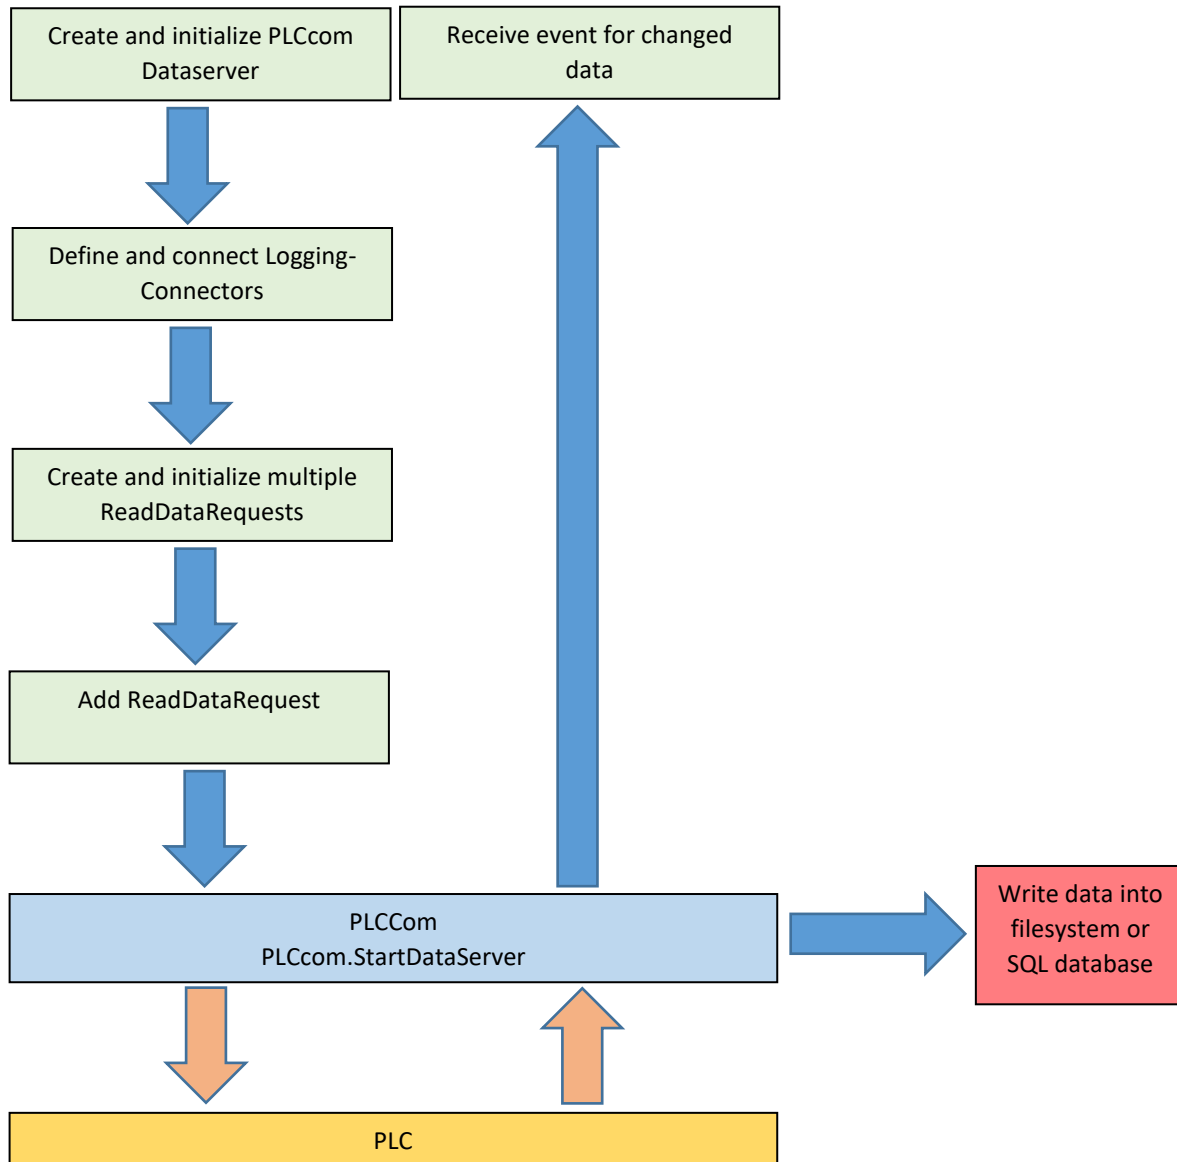 Create and initialize PLCcom
Dataserver
Receive event for changed
data
Define and connect Logging-
Connectors
Create and initialize multiple
ReadDataRequests
Add ReadDataRequest
PLCCom
PLCcom.StartDataServer
Write data into
filesystem or
SQL database
PLC